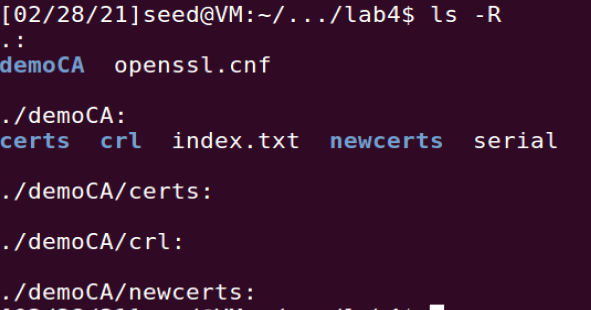 [02/28/21]seed@VM:~/.../lab4$ ls -R
.:
demoCA  openssl.cnf
./demoCA:
certs  crl  index.txt  newcerts  serial
./demoCA/certs:
./demoCA/crl:
./demoCA/newcerts: